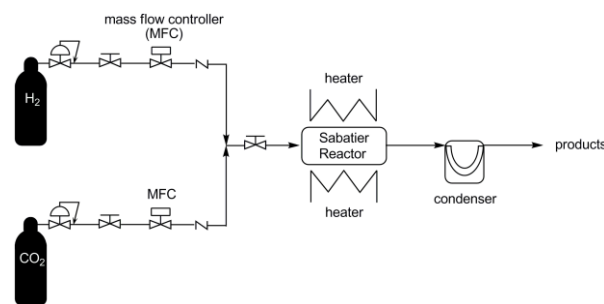 mass flow controller
(MFC)
H2
heater
Sabatier
Reactor
products
MFC
heater
condenser
CO2